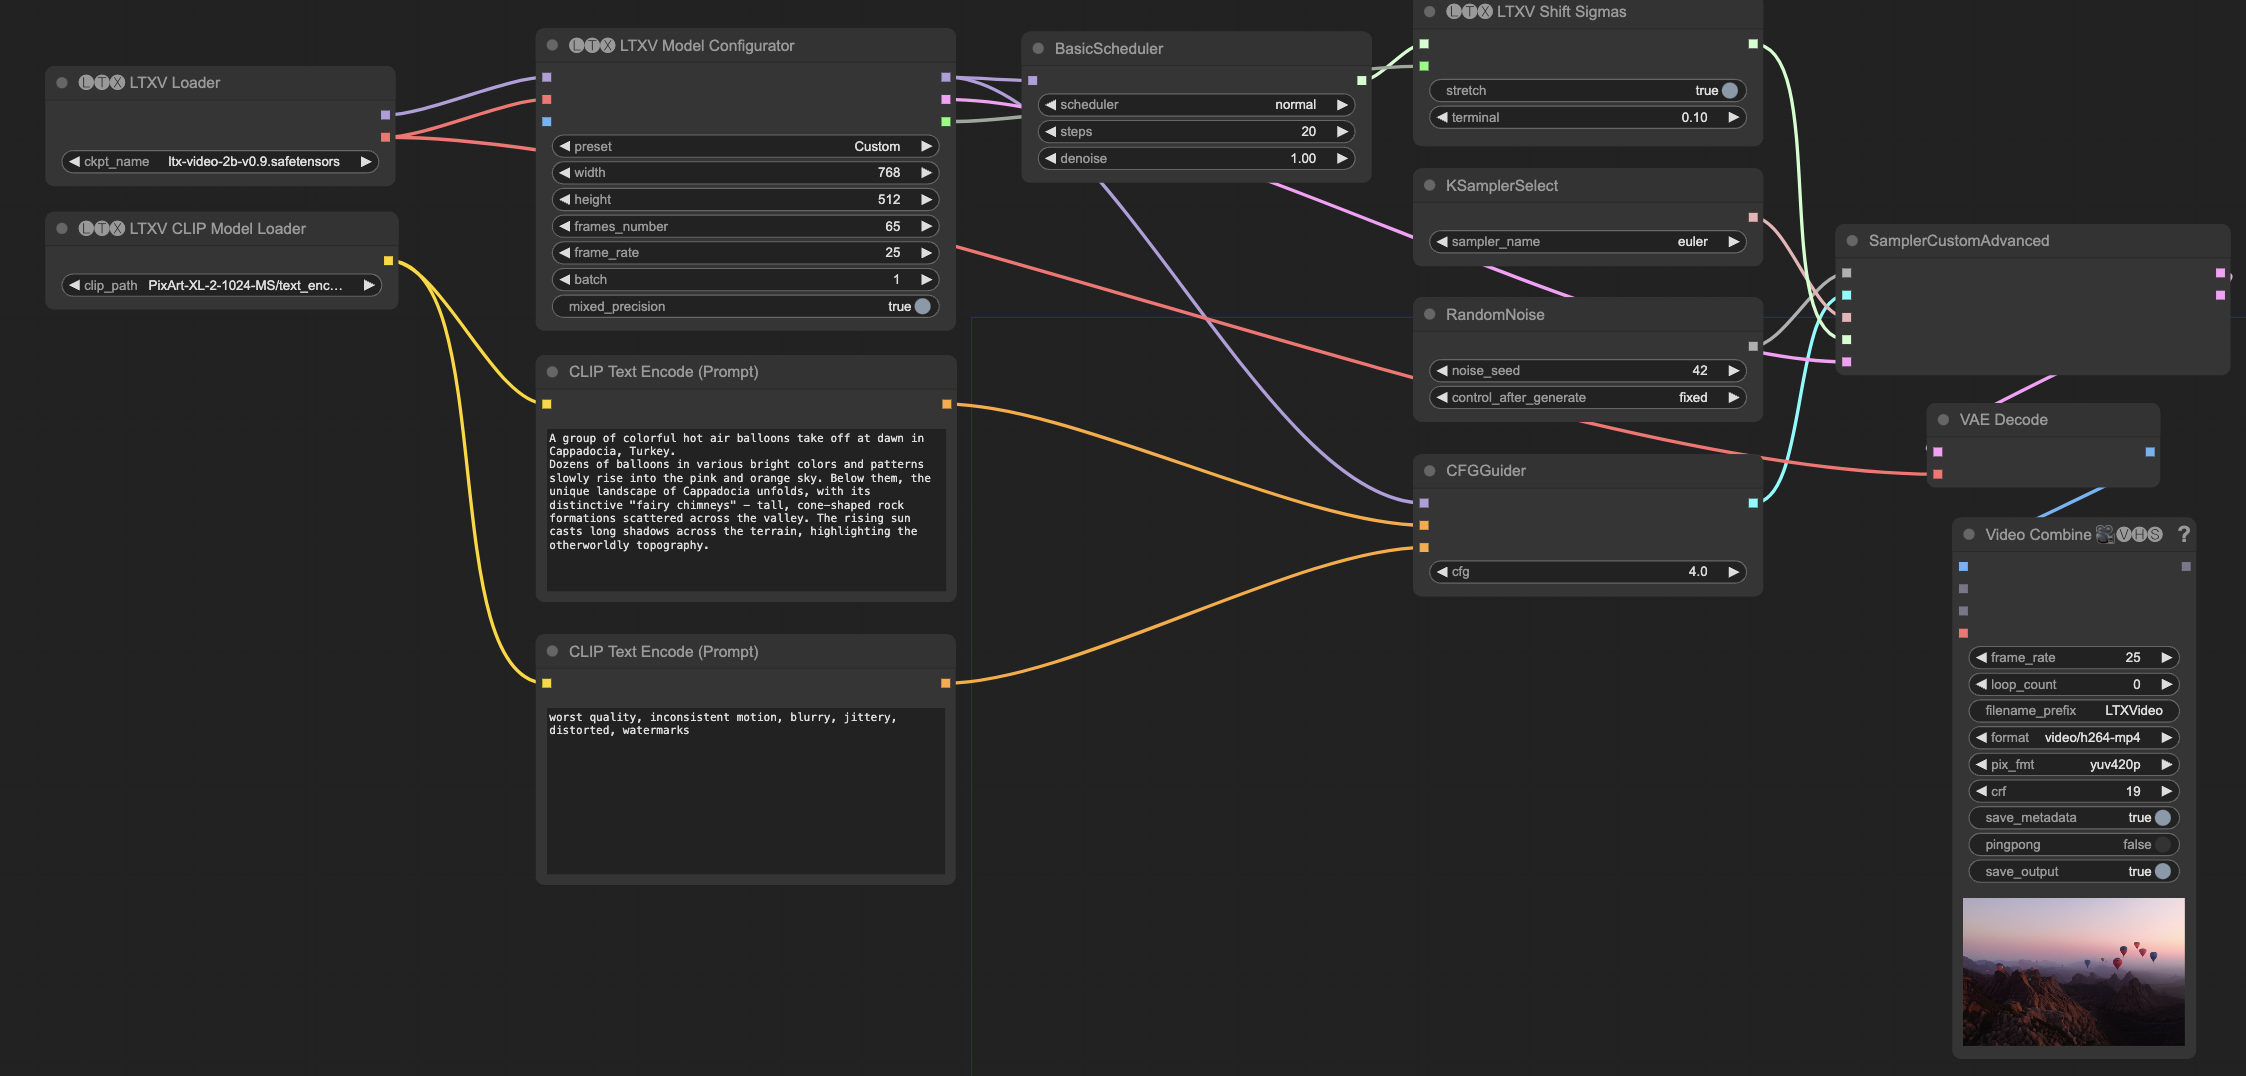 LTX LTXV Loader
ckpt_name ltx-video-2b-v0.9.safetensors
LTX LTXV CLIP Model Loader
clip_path PixArt-XL-2-1024-MS/text_enc...
LTX LTXV Model Configurator
preset Custom
width 768
height 512
frames_number 65
frame_rate 25
batch 1
mixed_precision true
CLIP Text Encode (Prompt)
A group of colorful hot air balloons take off at dawn in
Cappadocia, Turkey.
Dozens of balloons in various bright colors and patterns
slowly rise into the pink and orange sky. Below them, the
unique landscape of Cappadocia unfolds, with its
distinctive "fairy chimneys" – tall, cone-shaped rock
formations scattered across the valley. The rising sun
casts long shadows across the terrain, highlighting the
otherworldly topography.
CLIP Text Encode (Prompt)
worst quality, inconsistent motion, blurry, jittery,
distorted, watermarks
BasicScheduler
scheduler normal
steps 20
denoise 1.00
LTX LTXV Shift Sigmas
stretch true
terminal 0.10
KSamplerSelect
sampler_name euler
RandomNoise
noise_seed 42
control_after_generate fixed
CFGGuider
cfg 4.0
SamplerCustomAdvanced
VAE Decode
Video Combine 🎥VHS ?
frame_rate 25
loop_count 0
filename_prefix LTXVideo
format video/h264-mp4
pix_fmt yuv420p
crf 19
save_metadata true
pingpong false
save_output true